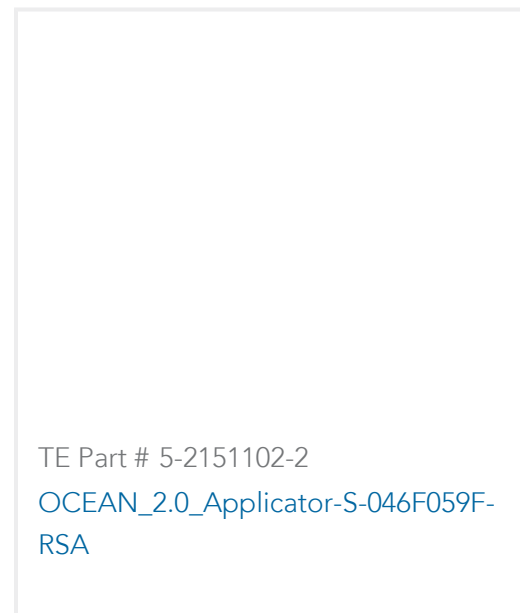 TE Part # 5-2151102-2
OCEAN_2.0_Applicator-S-046F059F-
RSA